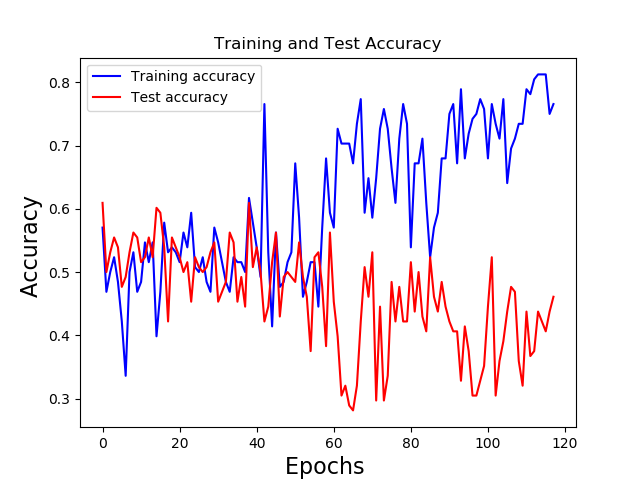 Training and Test Accuracy
Training accuracy
Test accuracy
Accuracy
0.8
0.7
0.6
0.5
0.4
0.3
0 20 40 60 80 100 120
Epochs